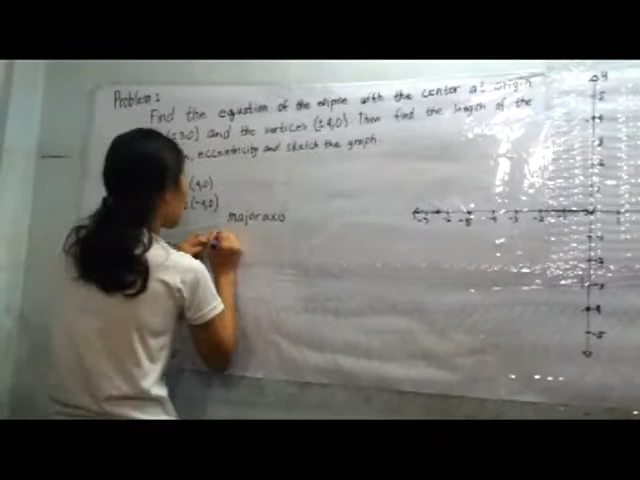 Problem:
Find the equation of the ellipse with the center at origin
(±3,0) and the vertices (±4,0). Then find the length of the
eccentricity and sketch the graph.
(4,0)
(-4,0)
major axis